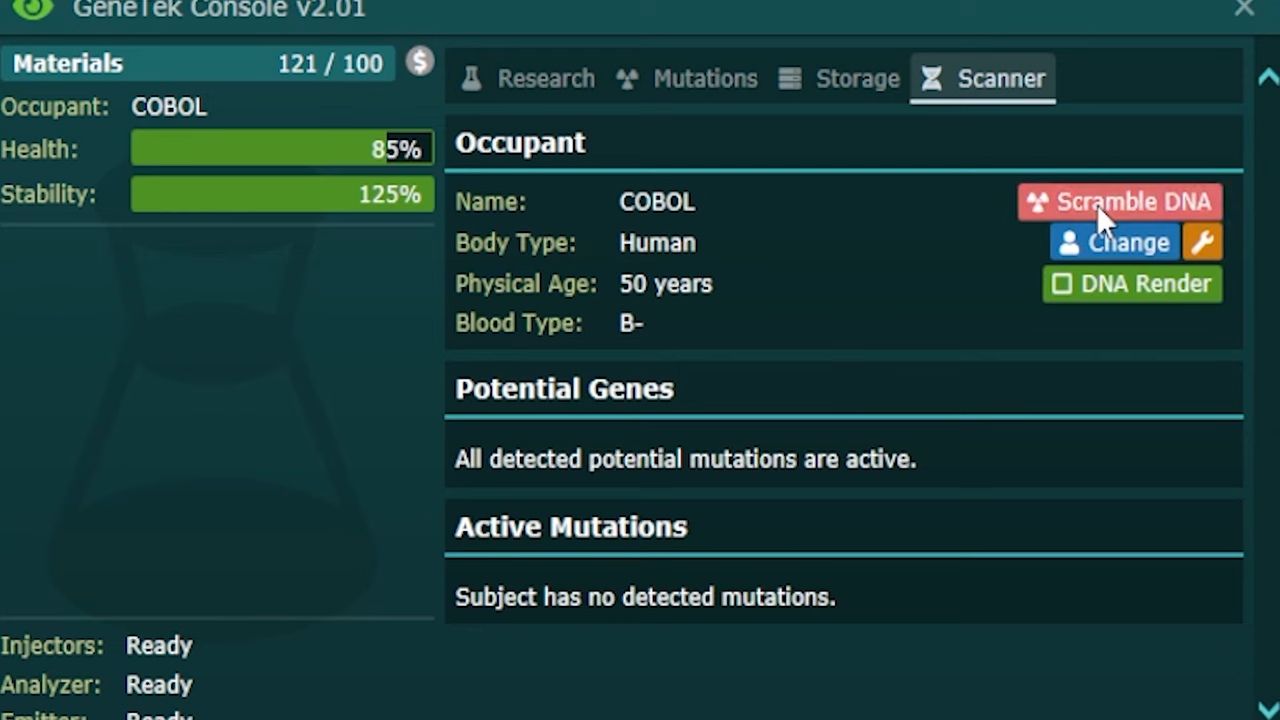 GeneTek Console v2.01
Materials 121 / 100 $
Occupant: COBOL
Health: 85%
Stability: 125%
Injectors: Ready
Analyzer: Ready
Emitter: Ready
Research Mutations Storage Scanner
Occupant
Name: COBOL Scramble DNA
Body Type: Human Change
Physical Age: 50 years DNA Render
Blood Type: B-
Potential Genes
All detected potential mutations are active.
Active Mutations
Subject has no detected mutations.